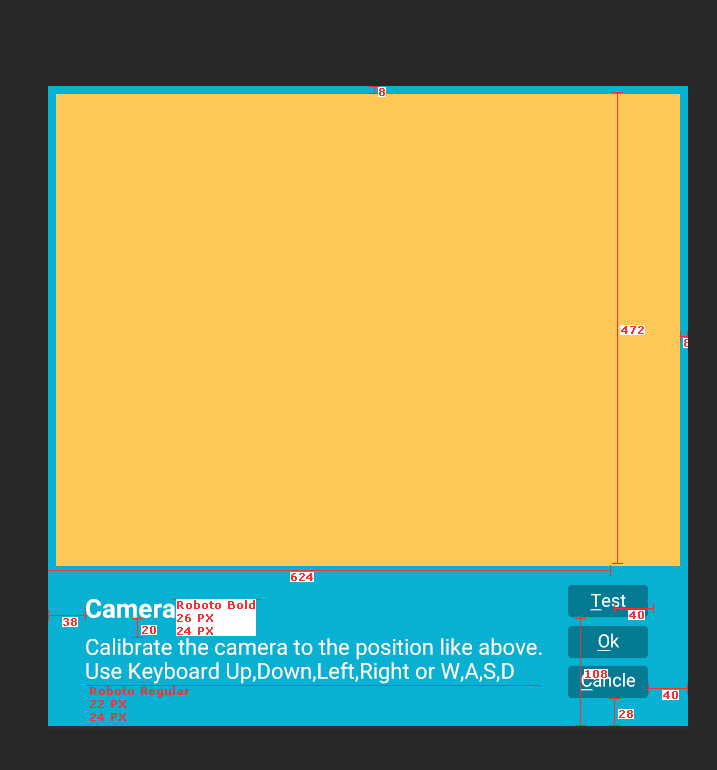 8
472
8
624
Test
Camera
Roboto Bold
26 PX
24 PX
40
38
20
Ok
Calibrate the camera to the position like above.
Use Keyboard Up,Down,Left,Right or W,A,S,D
108
Cancle
Roboto Regular
22 PX
24 PX
40
28